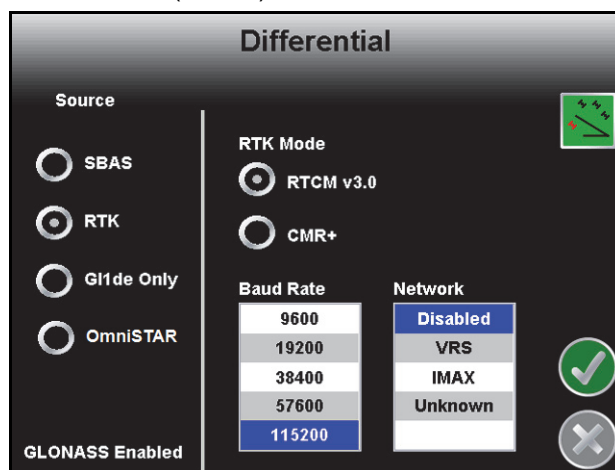 Differential
Source
SBAS
RTK
Gl1de Only
OmniSTAR
GLONASS Enabled
RTK Mode
RTCM v3.0
CMR+
Baud Rate
9600
19200
38400
57600
115200
Network
Disabled
VRS
IMAX
Unknown